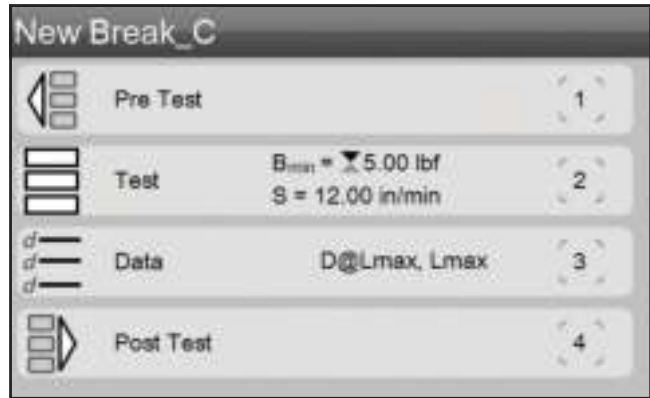 New Break_C
Pre Test 1
Test Bmin = 5.00 lbf 2
S = 12.00 in/min
d
d
d
Data D@Lmax, Lmax 3
Post Test 4